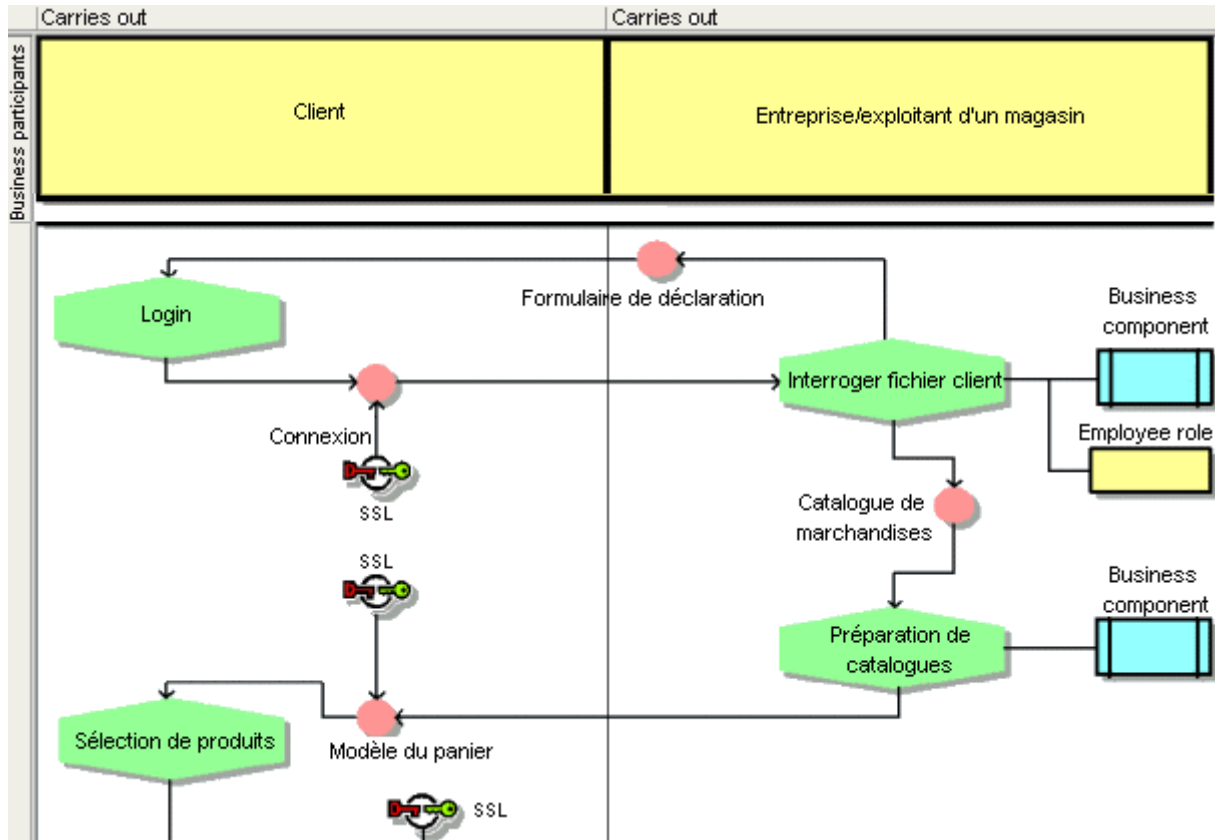 Carries out
Carries out
Business participants
Client
Entreprise/exploitant d'un magasin
Formulaire de déclaration
Login
Business
component
Interroger fichier client
Connexion
Employee role
SSL
Catalogue de
marchandises
SSL
Business
component
Préparation de
catalogues
Sélection de produits
Modèle du panier
SSL